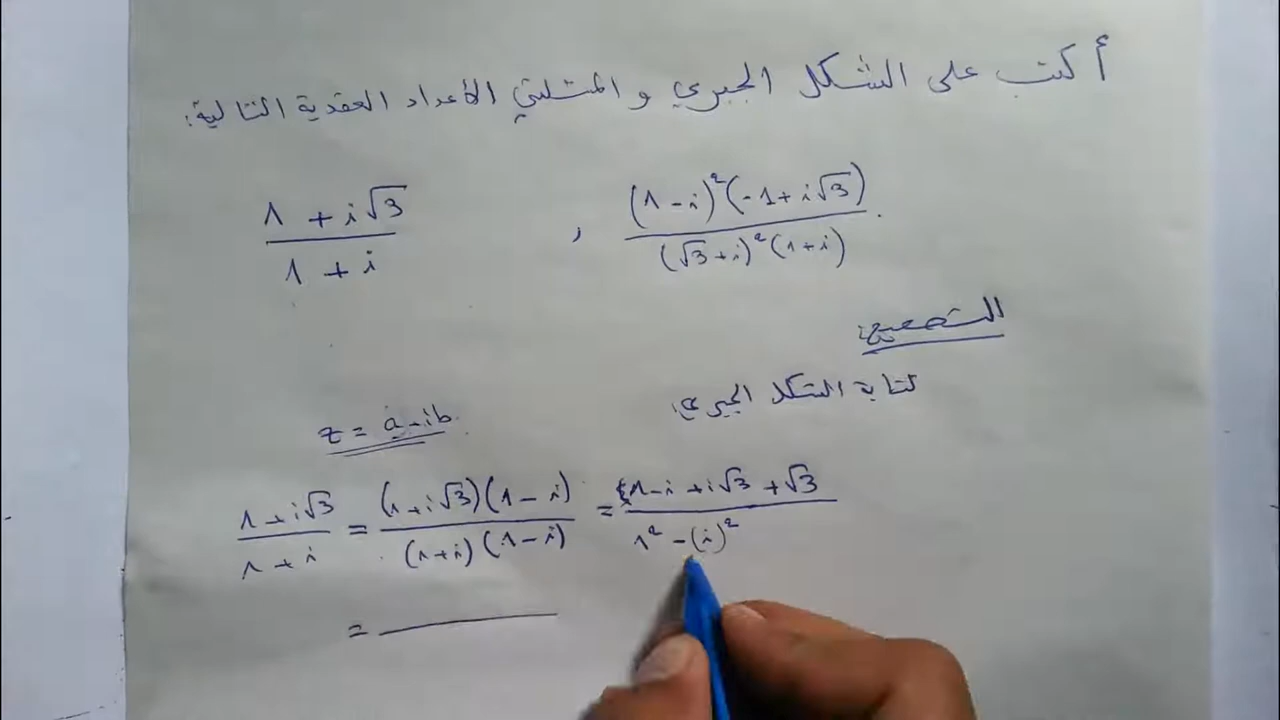 أكتب على الشكل الجبري و المثلثي الأعداد العقدية التالية:
(1+i√3)/(1+i) , ((1-i)²(-1+i√3))/((√3+i)²(1+i)).
التصحيح:
كتابة الشكل الجبري:
z = a+ib
(1+i√3)/(1+i) = ((1+i√3)(1-i))/((1+i)(1-i)) = (1-i+i√3+√3)/(1²-(i)²)
=